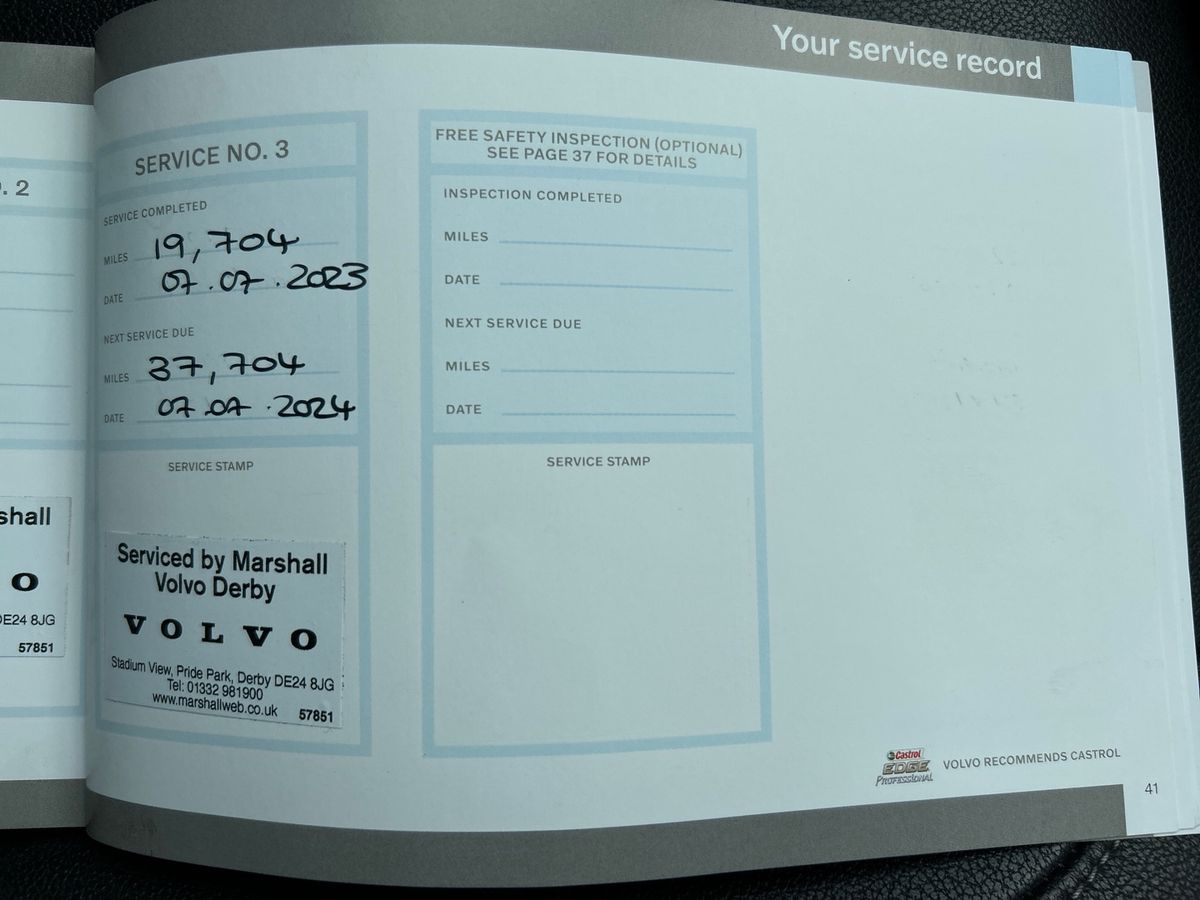 Your service record
. 2
shall
O
DE24 8JG
57851
SERVICE NO. 3
SERVICE COMPLETED
MILES 19,704
DATE 07.07.2023
NEXT SERVICE DUE
MILES 37,704
DATE 07.07.2024
SERVICE STAMP
Serviced by Marshall
Volvo Derby
VOLVO
Stadium View, Pride Park, Derby DE24 8JG
Tel: 01332 981900
www.marshallweb.co.uk 57851
FREE SAFETY INSPECTION (OPTIONAL)
SEE PAGE 37 FOR DETAILS
INSPECTION COMPLETED
MILES
DATE
NEXT SERVICE DUE
MILES
DATE
SERVICE STAMP
Castrol
EDGE
PROFESSIONAL
VOLVO RECOMMENDS CASTROL
41